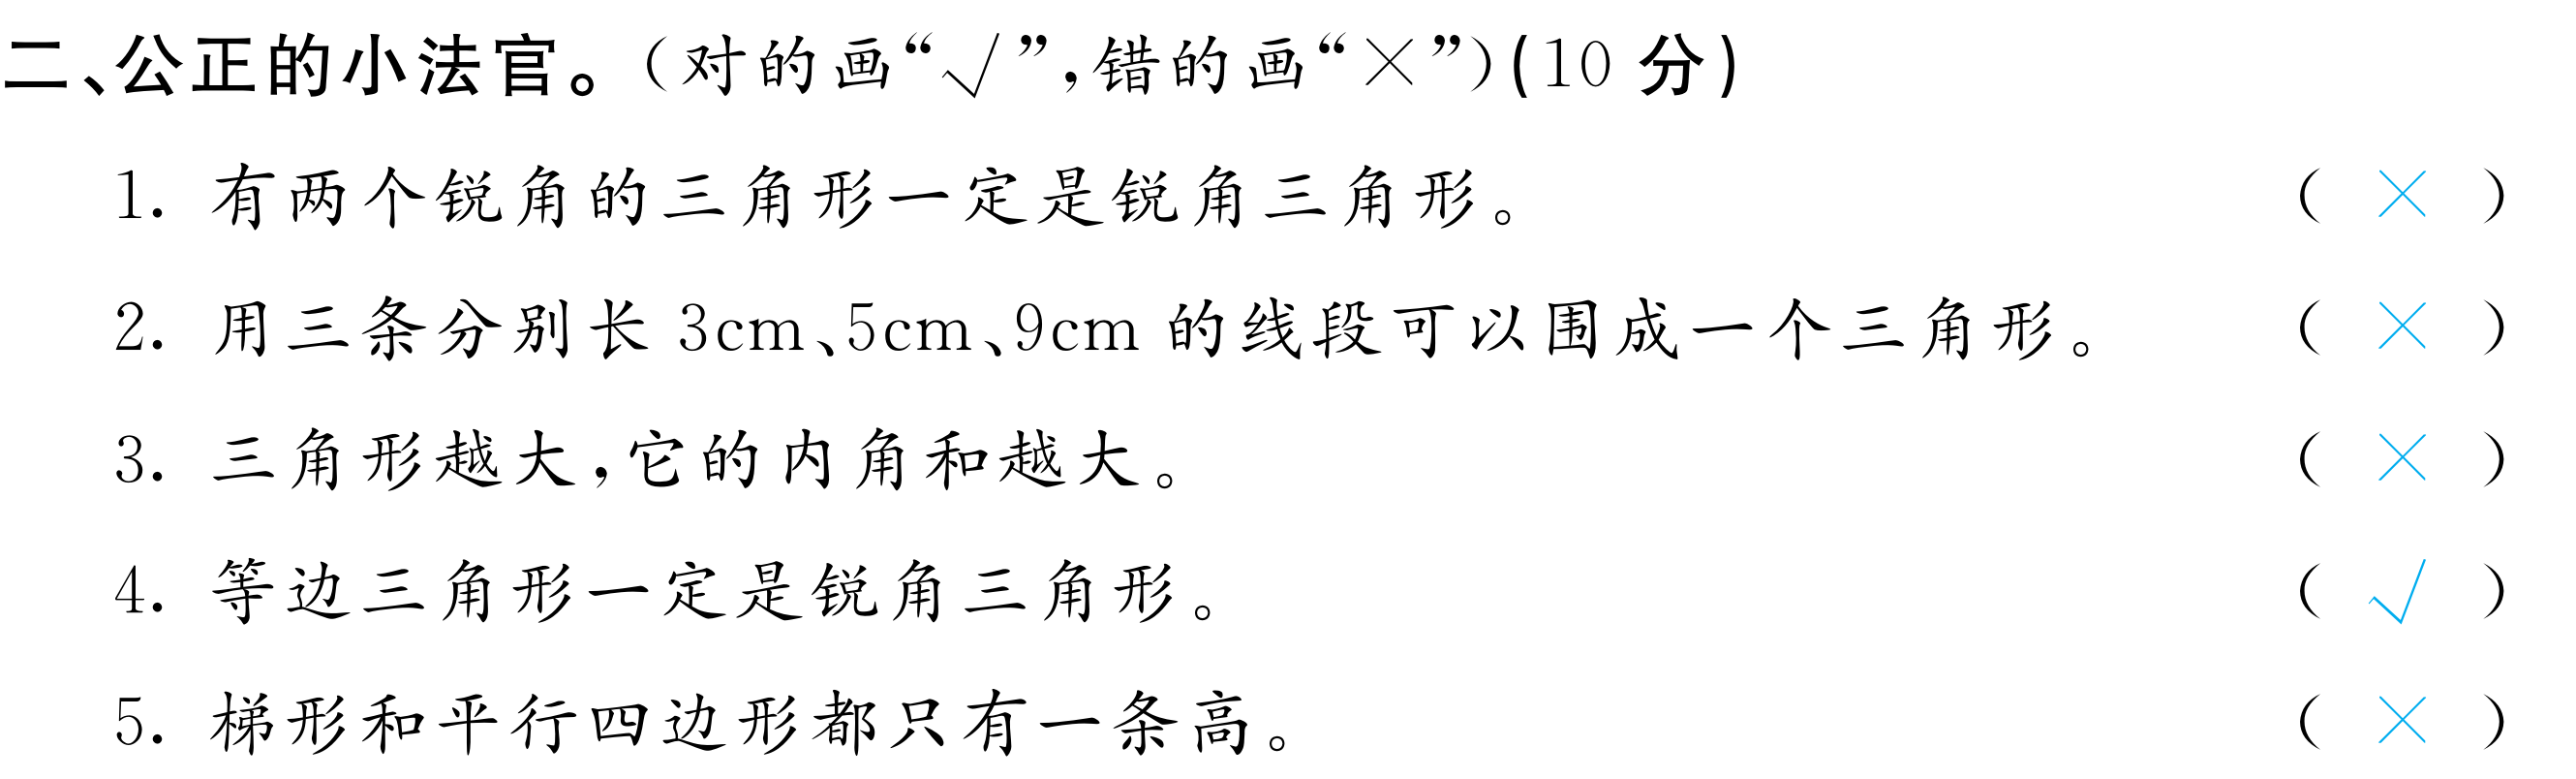 二、公正的小法官。(对的画“√”,错的画“×”)(10 分)
1. 有两个锐角的三角形一定是锐角三角形。 ( × )
2. 用三条分别长 3cm、5cm、9cm 的线段可以围成一个三角形。 ( × )
3. 三角形越大,它的内角和越大。 ( × )
4. 等边三角形一定是锐角三角形。 ( √ )
5. 梯形和平行四边形都只有一条高。 ( × )